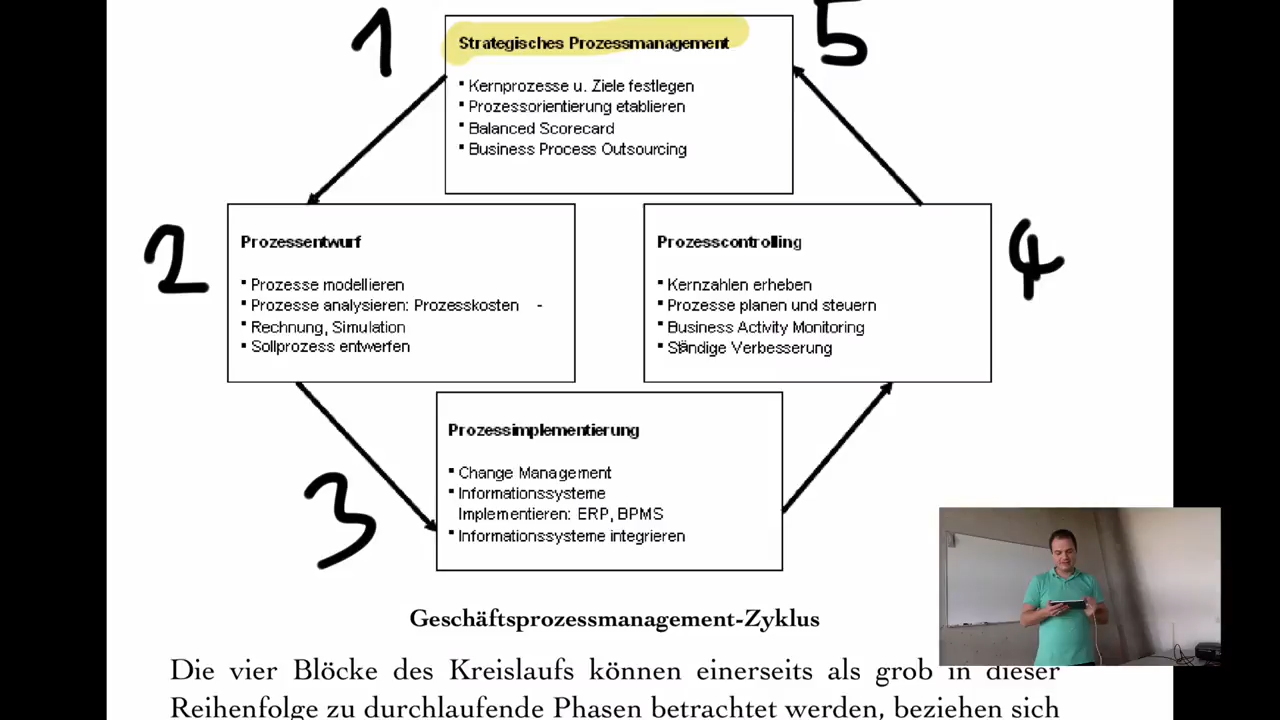 1
5
Strategisches Prozessmanagement
▪ Kernprozesse u. Ziele festlegen
▪ Prozessorientierung etablieren
▪ Balanced Scorecard
▪ Business Process Outsourcing
2
Prozessentwurf
▪ Prozesse modellieren
▪ Prozesse analysieren: Prozesskosten -
▪ Rechnung, Simulation
▪ Sollprozess entwerfen
Prozesscontrolling
▪ Kernzahlen erheben
▪ Prozesse planen und steuern
▪ Business Activity Monitoring
▪ Ständige Verbesserung
4
3
Prozessimplementierung
▪ Change Management
▪ Informationssysteme
Implementieren: ERP, BPMS
▪ Informationssysteme integrieren
Geschäftsprozessmanagement-Zyklus
Die vier Blöcke des Kreislaufs können einerseits als grob in dieser
Reihenfolge zu durchlaufende Phasen betrachtet werden, beziehen sich